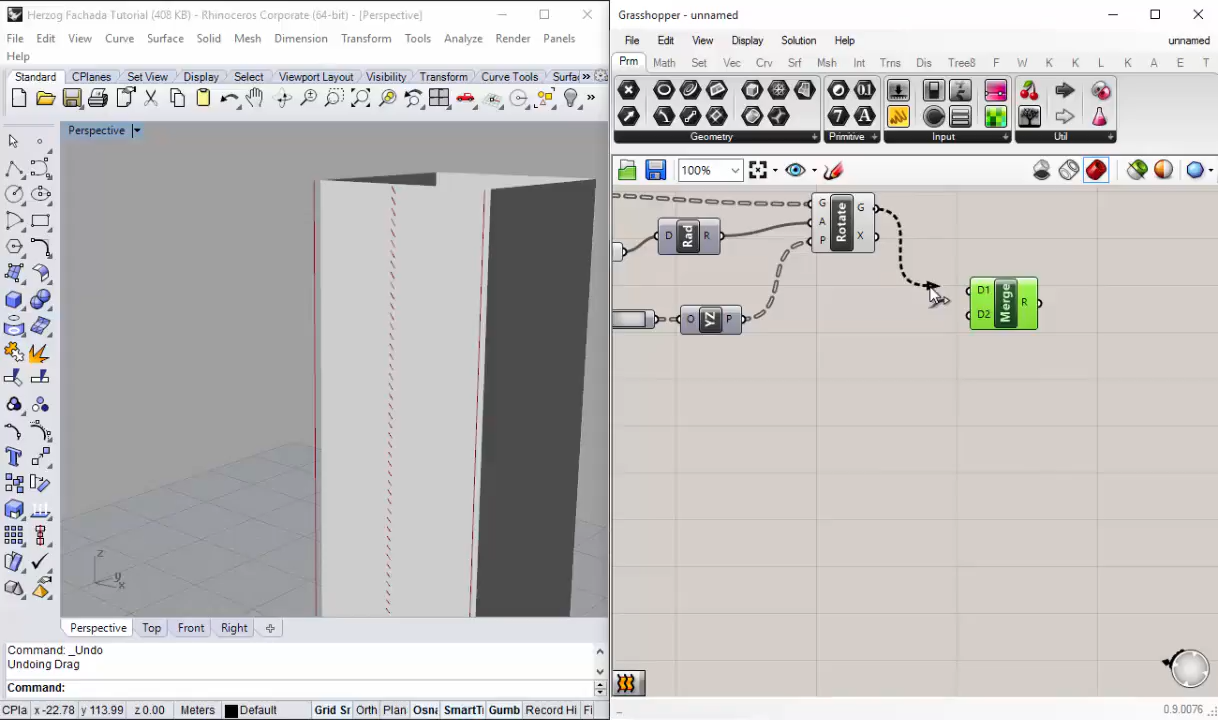 Herzog Fachada Tutorial (408 KB) - Rhinoceros Corporate (64-bit) - [Perspective]
File Edit View Curve Surface Solid Mesh Dimension Transform Tools Analyze Render Panels
Help
Standard CPlanes Set View Display Select Viewport Layout Visibility Transform Curve Tools Surfa »
Perspective
z
y
x
Perspective Top Front Right
Command: _Undo
Undoing Drag
Command:
CPla x -22.78 y 113.99 z 0.00 Meters Default Grid Sr Ortho Plan Osna SmartTr Gumb Record Hi Fi
Grasshopper - unnamed
File Edit View Display Solution Help unnamed
Prm Math Set Vec Crv Srf Msh Int Trns Dis Tree8 F W K K L K A E T
Geometry Primitive Input Util
100%
G A P Rotate G X
D Rad R
O YZ P
D1 D2 Merge R
0.9.0076